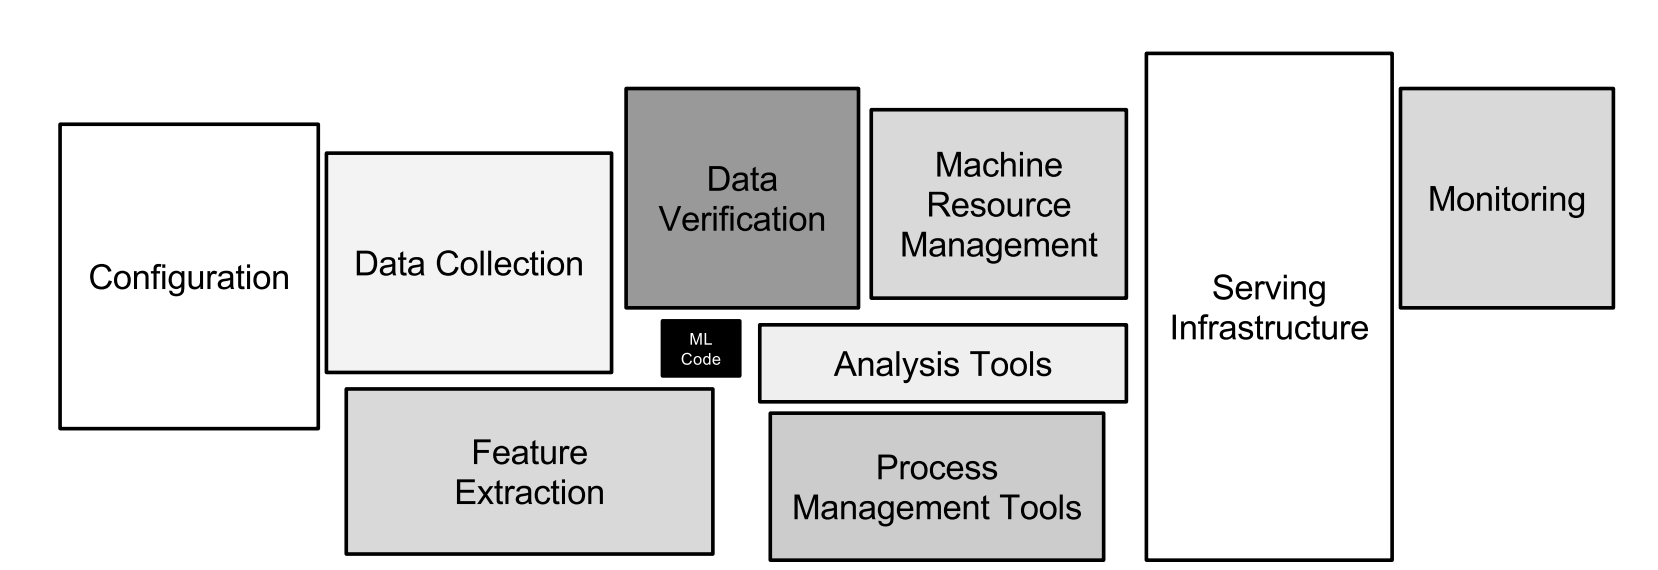 Configuration
Data Collection
Feature
Extraction
Data
Verification
ML
Code
Machine
Resource
Management
Analysis Tools
Process
Management Tools
Serving
Infrastructure
Monitoring